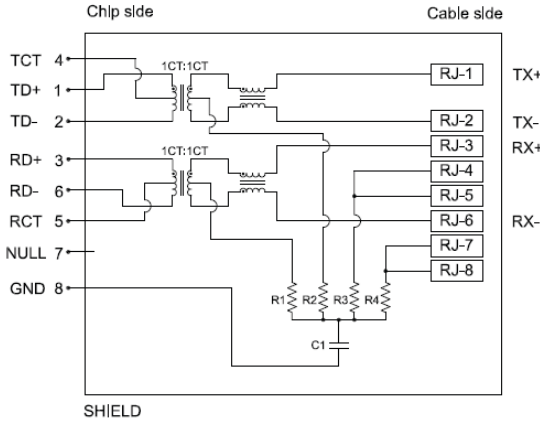 Chip side
Cable side
TCT 4
1CT:1CT
RJ-1
TX+
TD+ 1
TD- 2
RJ-2
TX-
RD+ 3
1CT:1CT
RJ-3
RX+
RJ-4
RD- 6
RJ-5
RCT 5
RJ-6
RX-
NULL 7
RJ-7
RJ-8
GND 8
R1
R2
R3
R4
C1
SHIELD